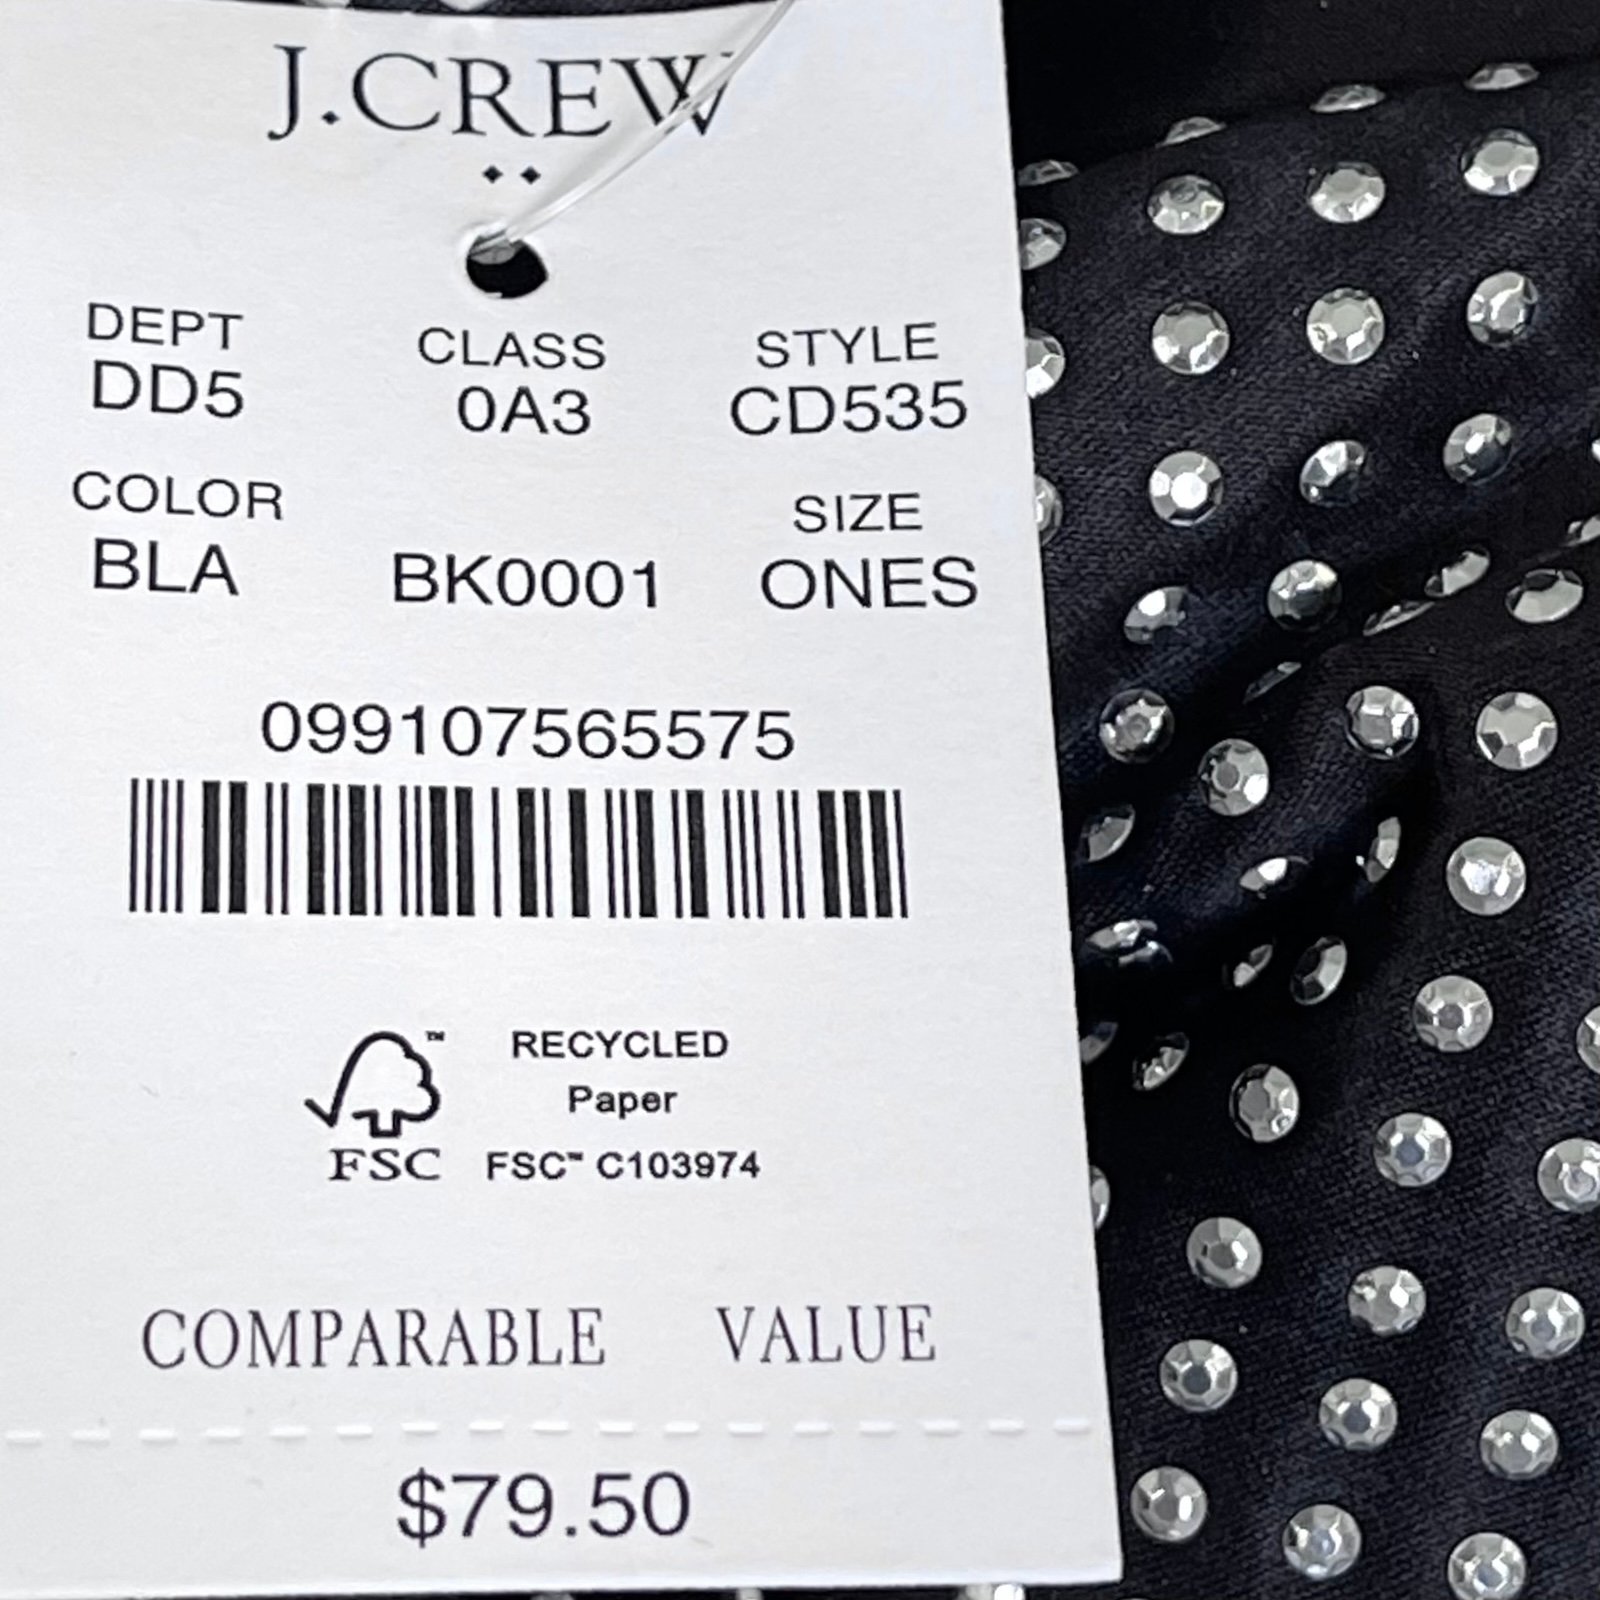 J.CREW
DEPT CLASS STYLE
DD5 0A3 CD535
COLOR SIZE
BLA BK0001 ONES
099107565575
RECYCLED
Paper
FSC™ FSC™ C103974
COMPARABLE VALUE
$79.50